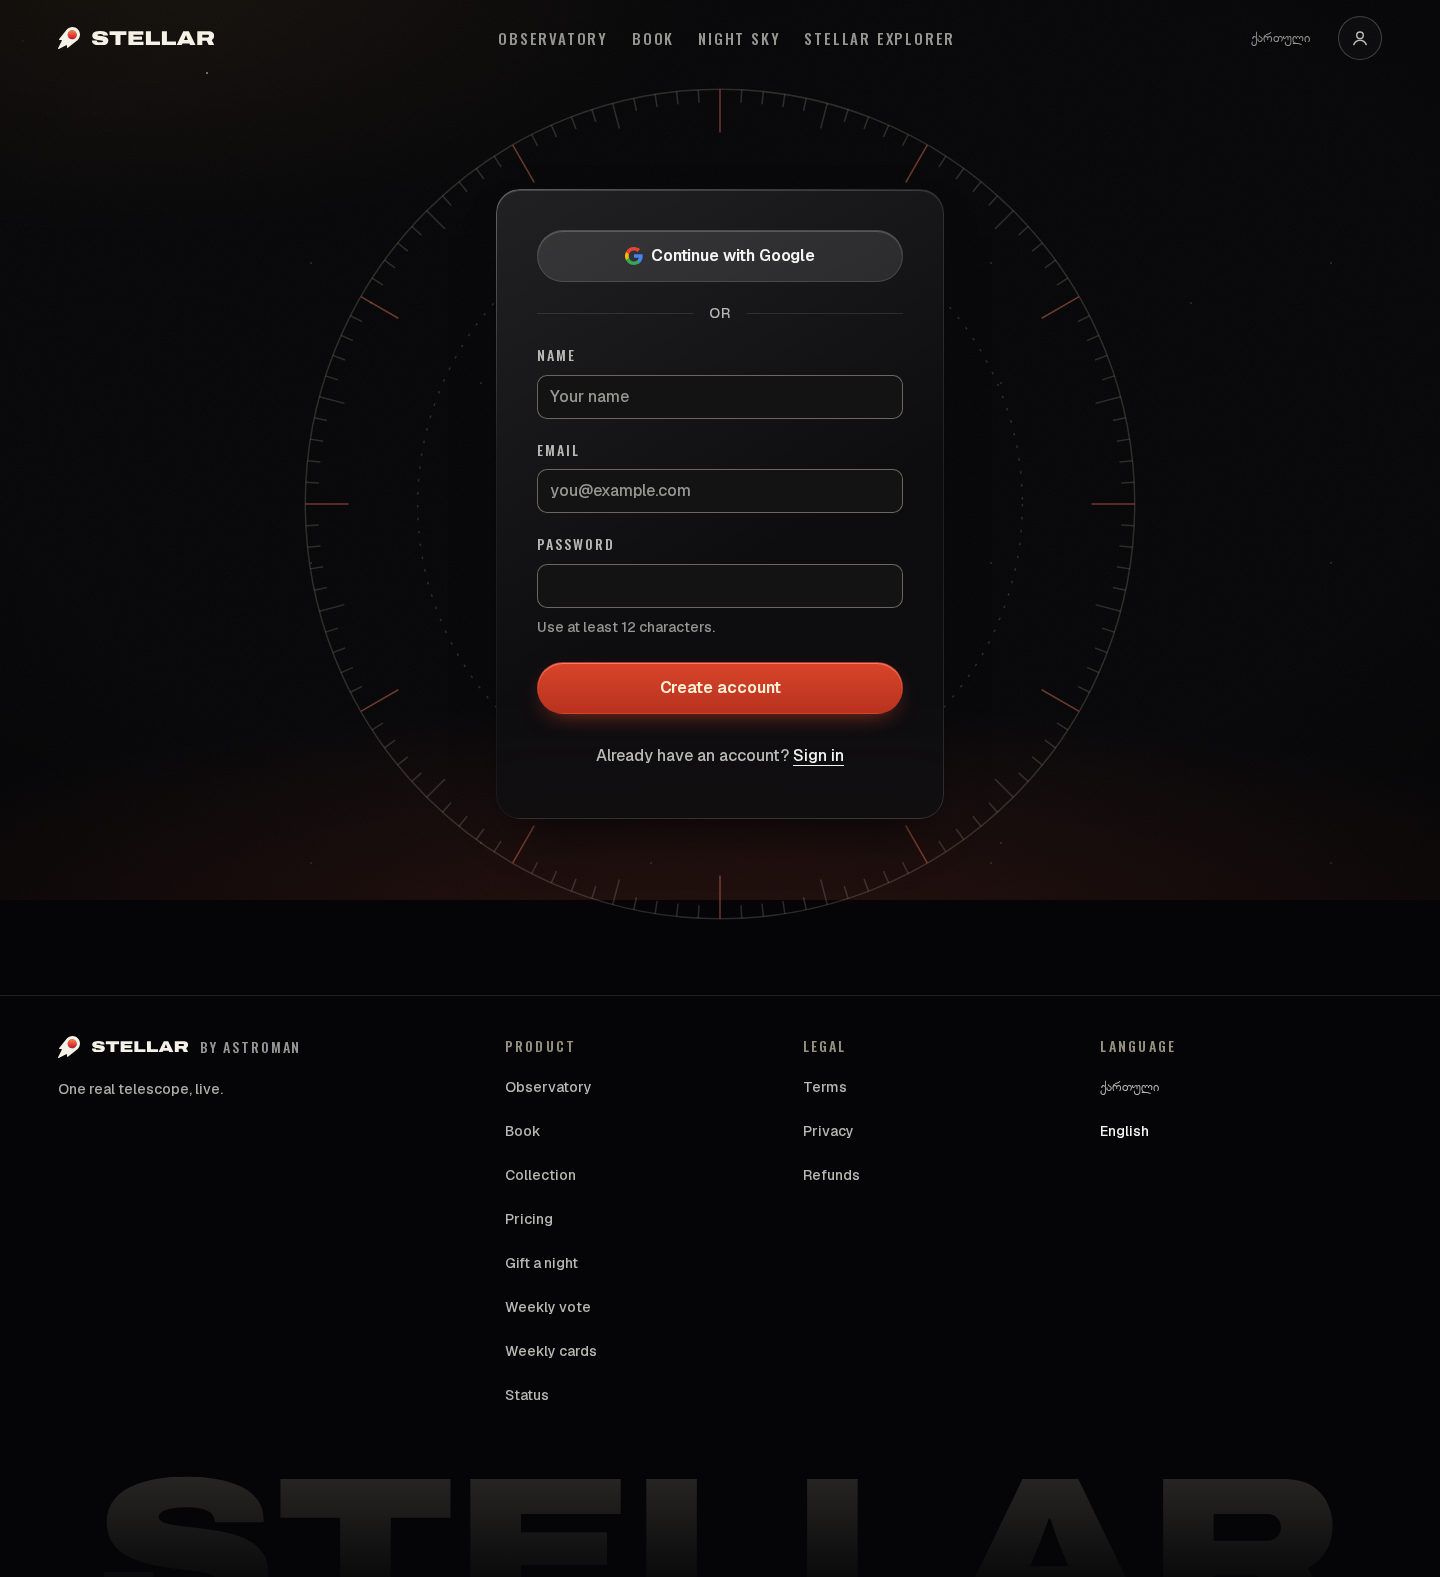 STELLAR
OBSERVATORY BOOK NIGHT SKY STELLAR EXPLORER
ქართული
Continue with Google
OR
NAME
Your name
EMAIL
you@example.com
PASSWORD
Use at least 12 characters.
Create account
Already have an account? Sign in
STELLAR BY ASTROMAN
One real telescope, live.
PRODUCT
Observatory
Book
Collection
Pricing
Gift a night
Weekly vote
Weekly cards
Status
LEGAL
Terms
Privacy
Refunds
LANGUAGE
ქართული
English
STELLAR